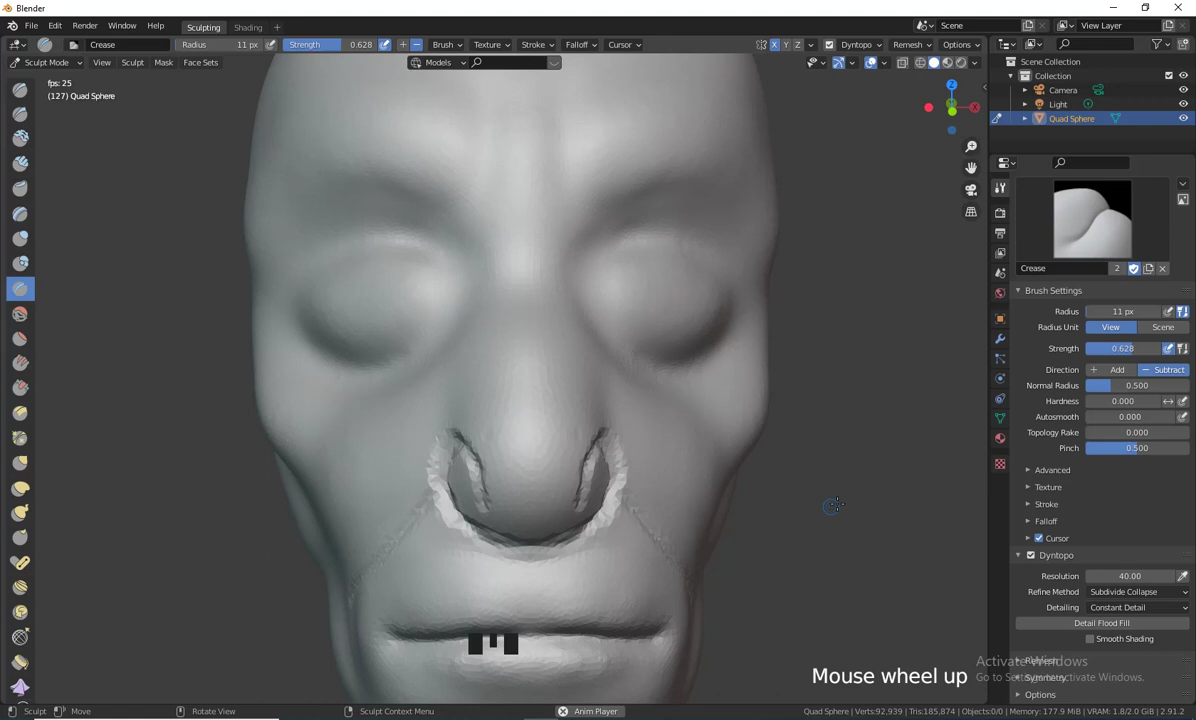 Blender
File Edit Render Window Help Sculpting Shading + Scene View Layer
Crease Radius 11 px Strength 0.628 + − Brush Texture Stroke Falloff Cursor X Y Z Dyntopo Remesh Options
Sculpt Mode View Sculpt Mask Face Sets Models
fps: 25
(127) Quad Sphere
Z
X
Scene Collection
Collection
Camera
Light
Quad Sphere
Crease 2
Brush Settings
Radius 11 px
Radius Unit View Scene
Strength 0.628
Direction + Add − Subtract
Normal Radius 0.500
Hardness 0.000
Autosmooth 0.000
Topology Rake 0.000
Pinch 0.500
Advanced
Texture
Stroke
Falloff
Cursor
Dyntopo
Resolution 40.00
Refine Method Subdivide Collapse
Detailing Constant Detail
Detail Flood Fill
Smooth Shading
Remesh
Symmetry
Options
Activate Windows
Go to Settings to activate Windows.
Mouse wheel up
Sculpt Move Rotate View Sculpt Context Menu Anim Player Quad Sphere | Verts:92,939 | Tris:185,874 | Objects:0/0 | Memory: 177.9 MiB | VRAM: 1.8/2.0 GiB | 2.91.2